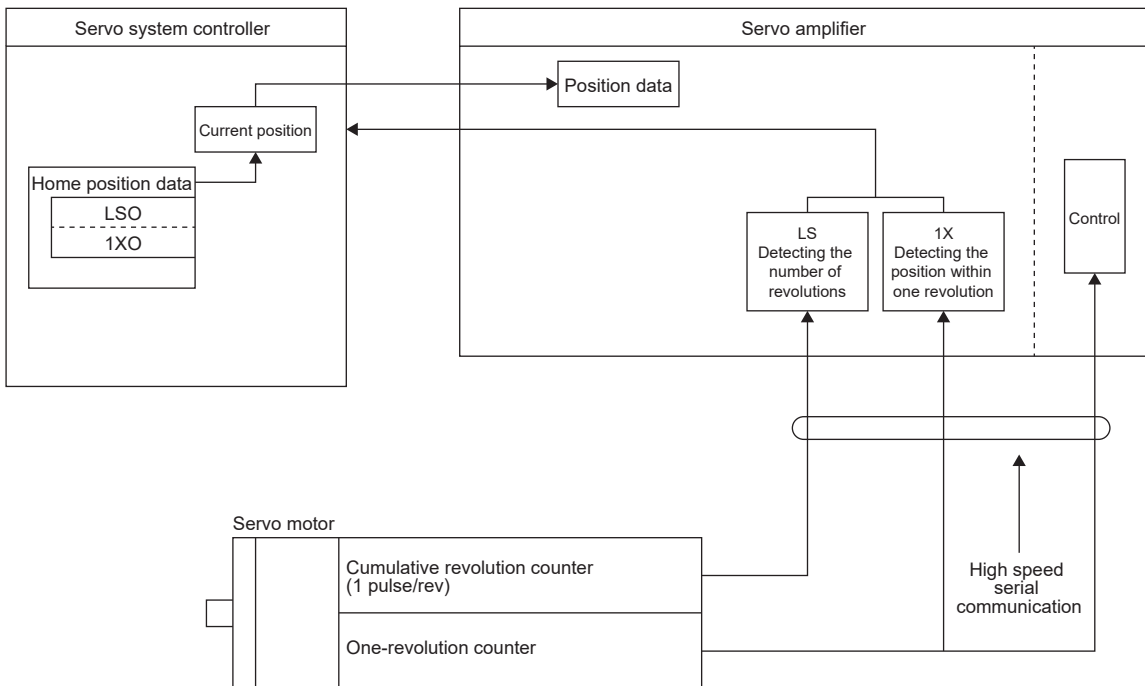 Servo system controller
Servo amplifier
Position data
Current position
Home position data
LSO
1XO
LS
Detecting the
number of
revolutions
1X
Detecting the
position within
one revolution
Control
Servo motor
Cumulative revolution counter
(1 pulse/rev)
One-revolution counter
High speed
serial
communication